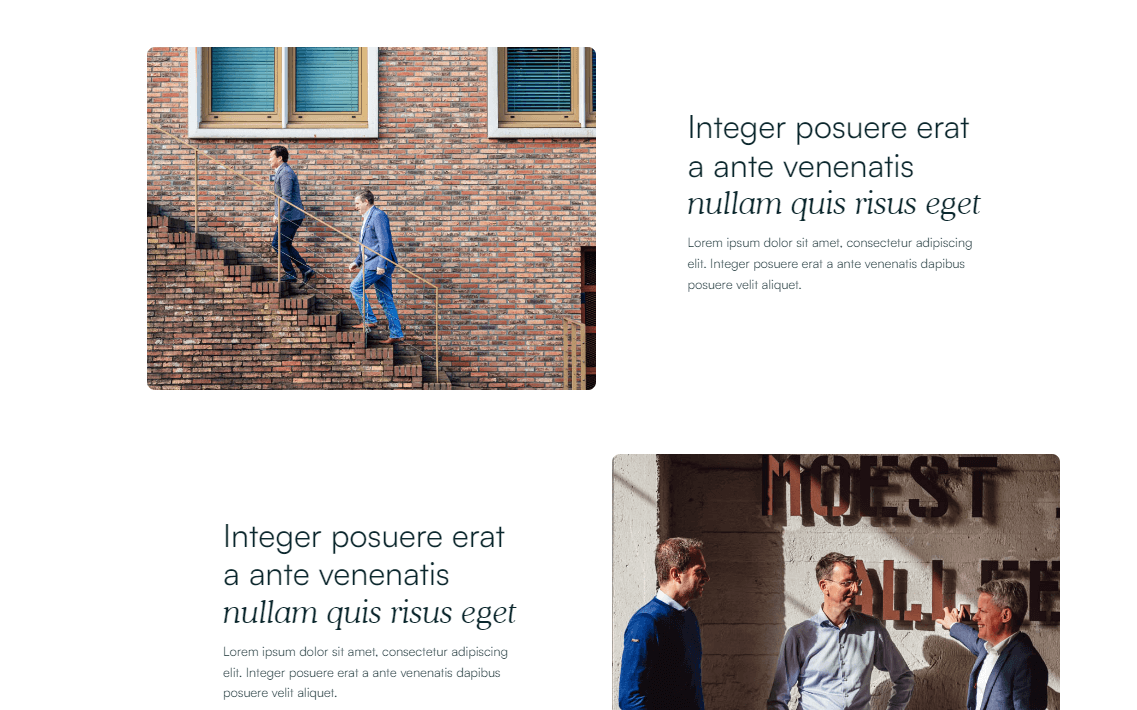 Integer posuere erat
a ante venenatis
nullam quis risus eget
Lorem ipsum dolor sit amet, consectetur adipiscing
elit. Integer posuere erat a ante venenatis dapibus
posuere velit aliquet.
MOEST
Integer posuere erat
a ante venenatis
nullam quis risus eget
Lorem ipsum dolor sit amet, consectetur adipiscing
elit. Integer posuere erat a ante venenatis dapibus
posuere velit aliquet.